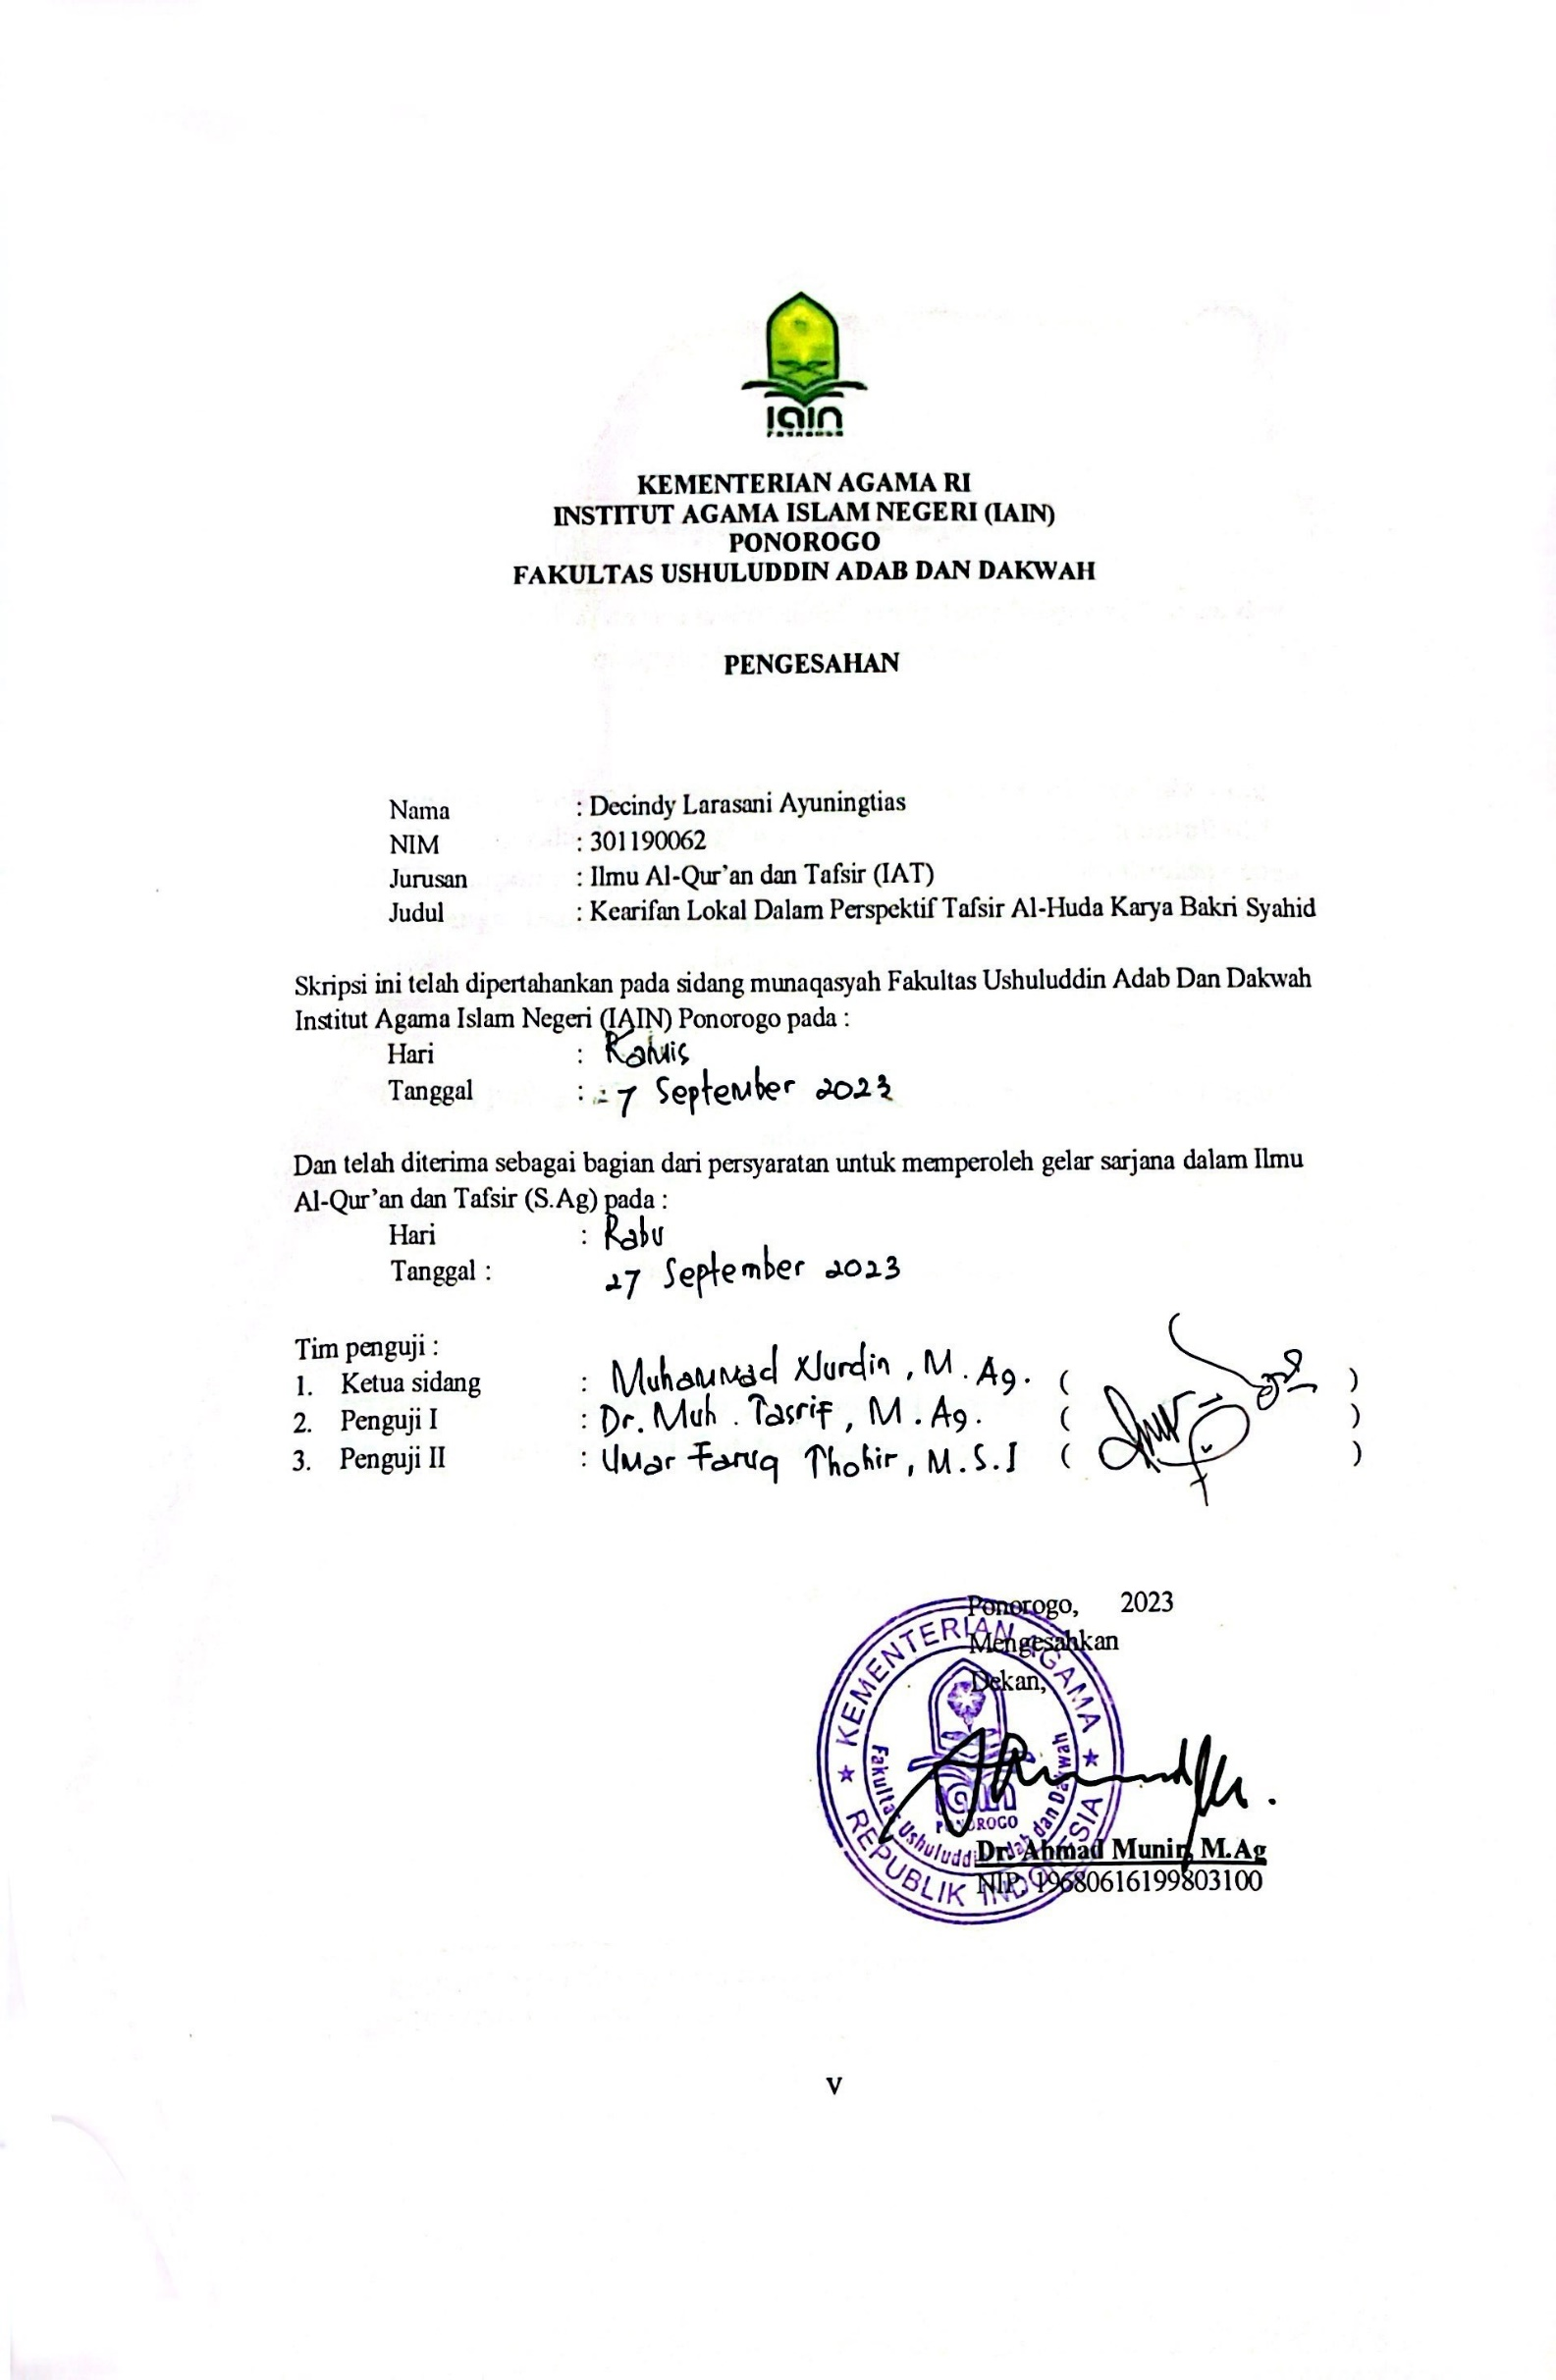 iain
PONOROGO
KEMENTERIAN AGAMA RI
INSTITUT AGAMA ISLAM NEGERI (IAIN)
PONOROGO
FAKULTAS USHULUDDIN ADAB DAN DAKWAH
PENGESAHAN
Nama : Decindy Larasani Ayuningtias
NIM : 301190062
Jurusan : Ilmu Al-Qur'an dan Tafsir (IAT)
Judul : Kearifan Lokal Dalam Perspektif Tafsir Al-Huda Karya Bakri Syahid
Skripsi ini telah dipertahankan pada sidang munaqasyah Fakultas Ushuluddin Adab Dan Dakwah
Institut Agama Islam Negeri (IAIN) Ponorogo pada :
Hari : Kamis
Tanggal : 7 September 2023
Dan telah diterima sebagai bagian dari persyaratan untuk memperoleh gelar sarjana dalam Ilmu
Al-Qur'an dan Tafsir (S.Ag) pada :
Hari : Rabu
Tanggal : 27 September 2023
Tim penguji :
1. Ketua sidang : Muhammad Nurdin, M. Ag. ( )
2. Penguji I : Dr. Muh. Tasrif, M. Ag. ( )
3. Penguji II : Umar Faruq Thohir, M.S.I ( )
Ponorogo, 2023
Mengesahkan
Dekan,
KEMENTERIAN AGAMA
REPUBLIK INDONESIA
Fakultas Ushuluddin Adab dan Dakwah
iain
PONOROGO
Dr. Ahmad Munir, M.Ag
NIP. 19680616199803100
v